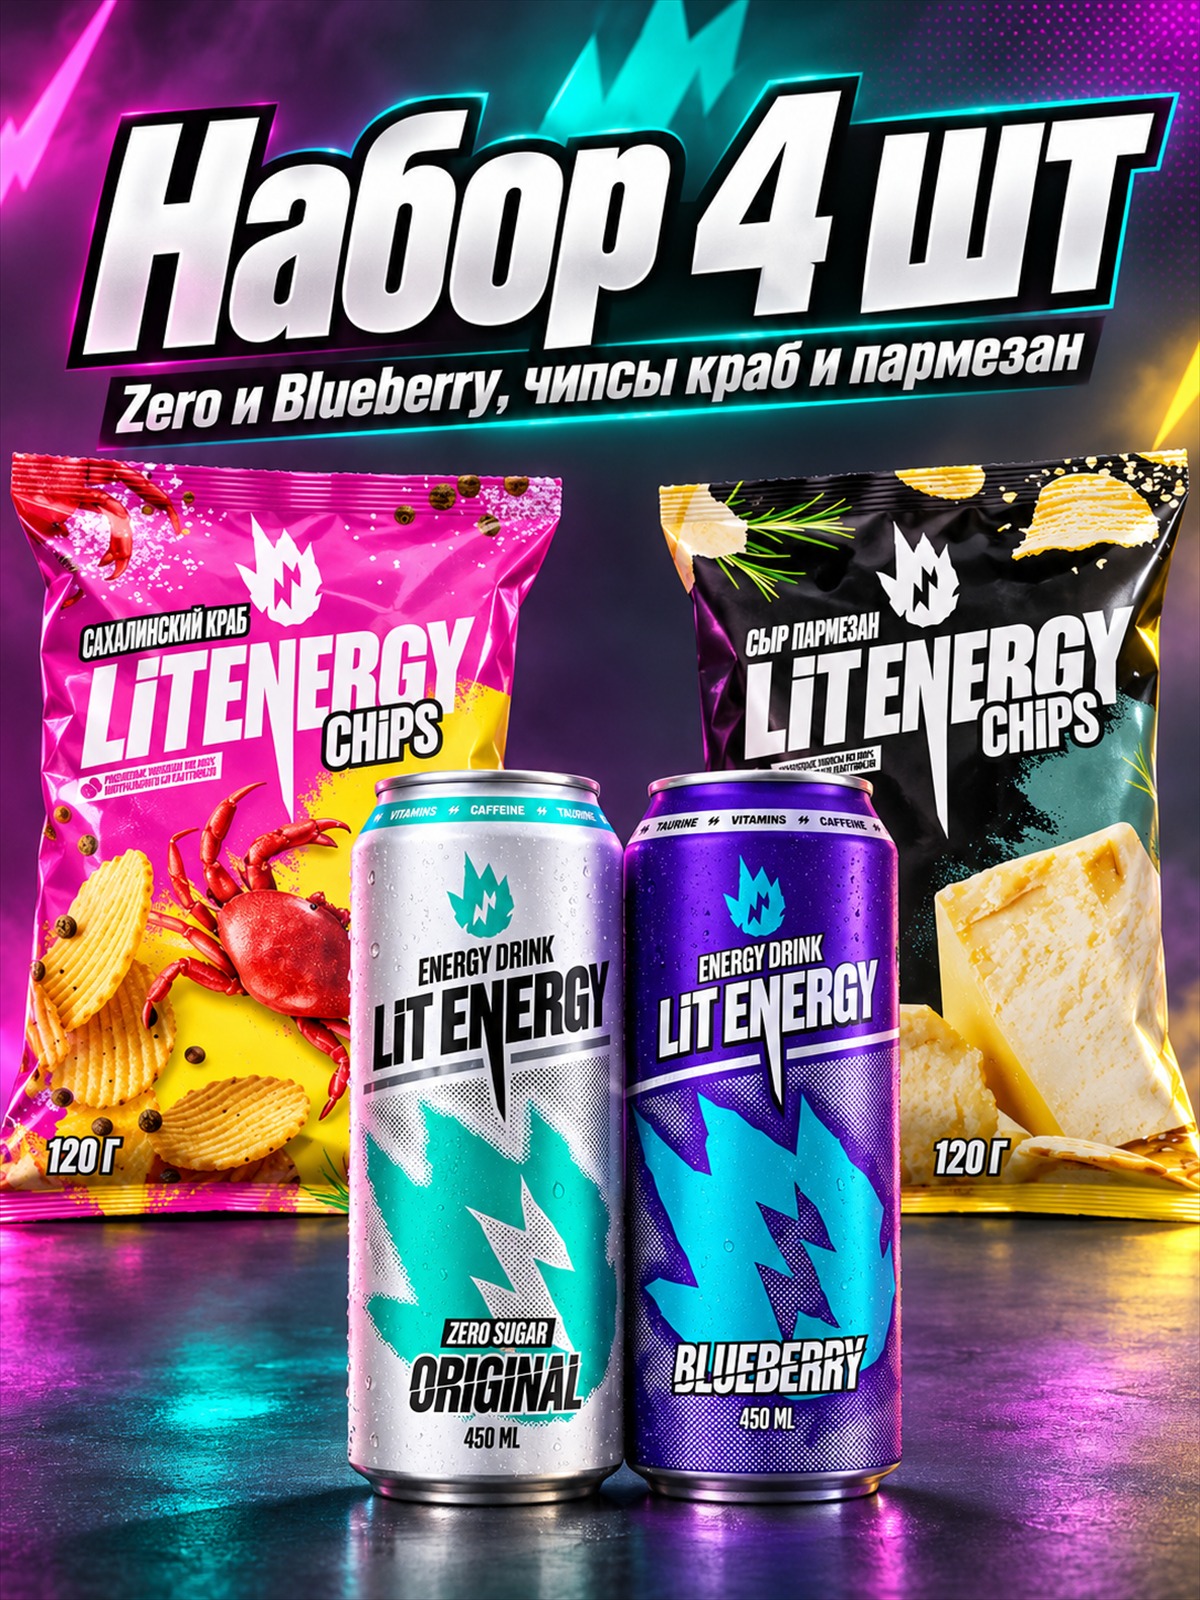 Набор 4 шт
Zero и Blueberry, чипсы краб и пармезан
САХАЛИНСКИЙ КРАБ
LiTENERGY
CHiPS
120 Г
СЫР ПАРМЕЗАН
LiTENERGY
CHiPS
120 Г
VITAMINS CAFFEINE TAURINE
ENERGY DRINK
LiT ENERGY
ZERO SUGAR
ORIGINAL
450 ML
TAURINE VITAMINS CAFFEINE
ENERGY DRINK
LiT ENERGY
BLUEBERRY
450 ML